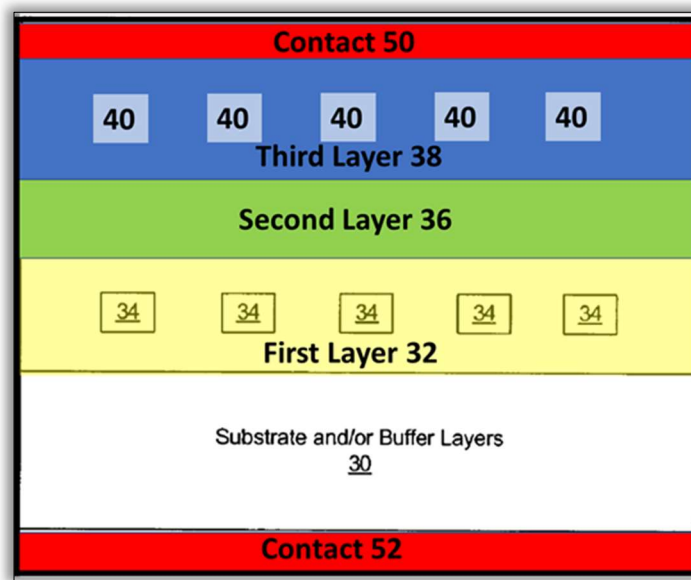 Contact 50
40 40 40 40 40
Third Layer 38
Second Layer 36
34 34 34 34 34
First Layer 32
Substrate and/or Buffer Layers
30
Contact 52